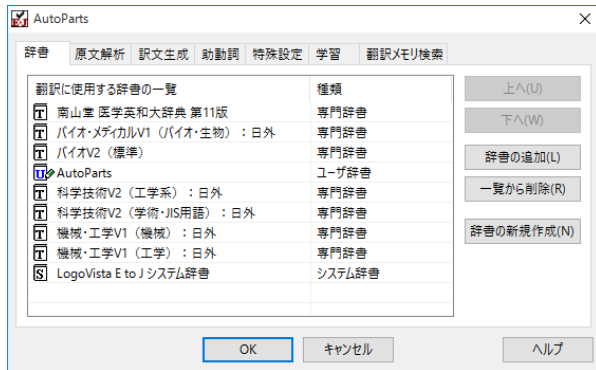 AutoParts
辞書 原文解析 訳文生成 助動詞 特殊設定 学習 翻訳メモリ検索
翻訳に使用する辞書の一覧 種類
T 南山堂 医学英和大辞典 第11版 専門辞書
T バイオ・メディカルV1（バイオ・生物）：日外 専門辞書
T バイオV2（標準） 専門辞書
U AutoParts ユーザ辞書
T 科学技術V2（工学系）：日外 専門辞書
T 科学技術V2（学術・JIS用語）：日外 専門辞書
T 機械・工学V1（機械）：日外 専門辞書
T 機械・工学V1（工学）：日外 専門辞書
S LogoVista E to J システム辞書 システム辞書
上へ(U)
下へ(W)
辞書の追加(L)
一覧から削除(R)
辞書の新規作成(N)
OK キャンセル ヘルプ